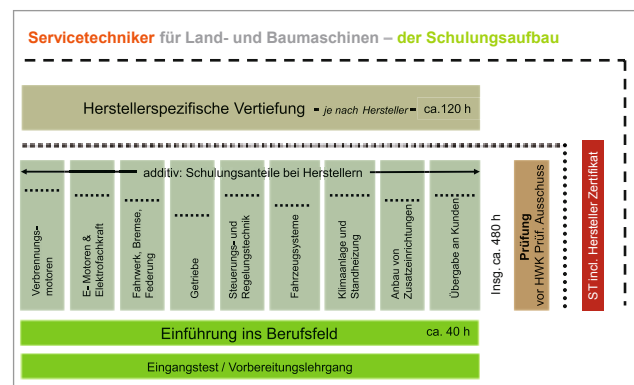 Servicetechniker für Land- und Baumaschinen – der Schulungsaufbau
Herstellerspezifische Vertiefung - je nach Hersteller - ca.120 h
additiv: Schulungsanteile bei Herstellern
Verbrennungs-
motoren
E-Motoren &
Elektrofachkraft
Fahrwerk, Bremse,
Federung
Getriebe
Steuerungs- und
Regelungstechnik
Fahrzeugsysteme
Klimaanlage und
Standheizung
Anbau von
Zusatzeinrichtungen
Übergabe an Kunden
Insg. ca. 480 h
Prüfung
vor HWK Prüf. Ausschuss
ST incl. Hersteller Zertifikat
Einführung ins Berufsfeld ca. 40 h
Eingangstest / Vorbereitungslehrgang